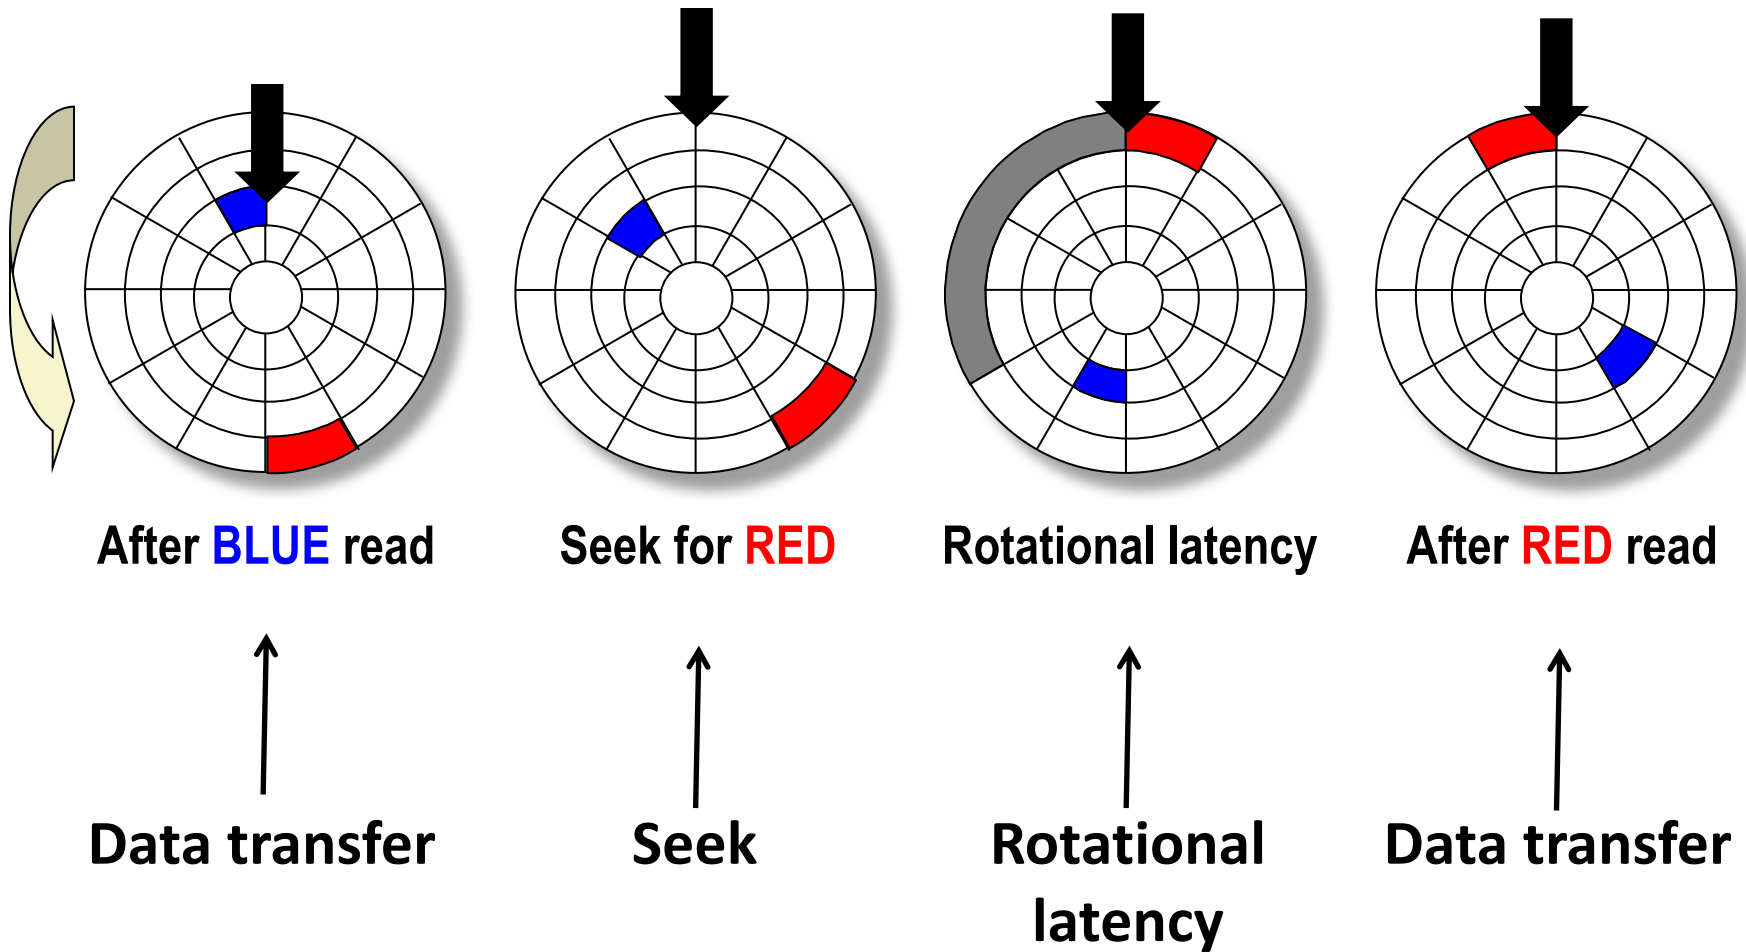 After BLUE read
Seek for RED
Rotational latency
After RED read
Data transfer
Seek
Rotational
latency
Data transfer